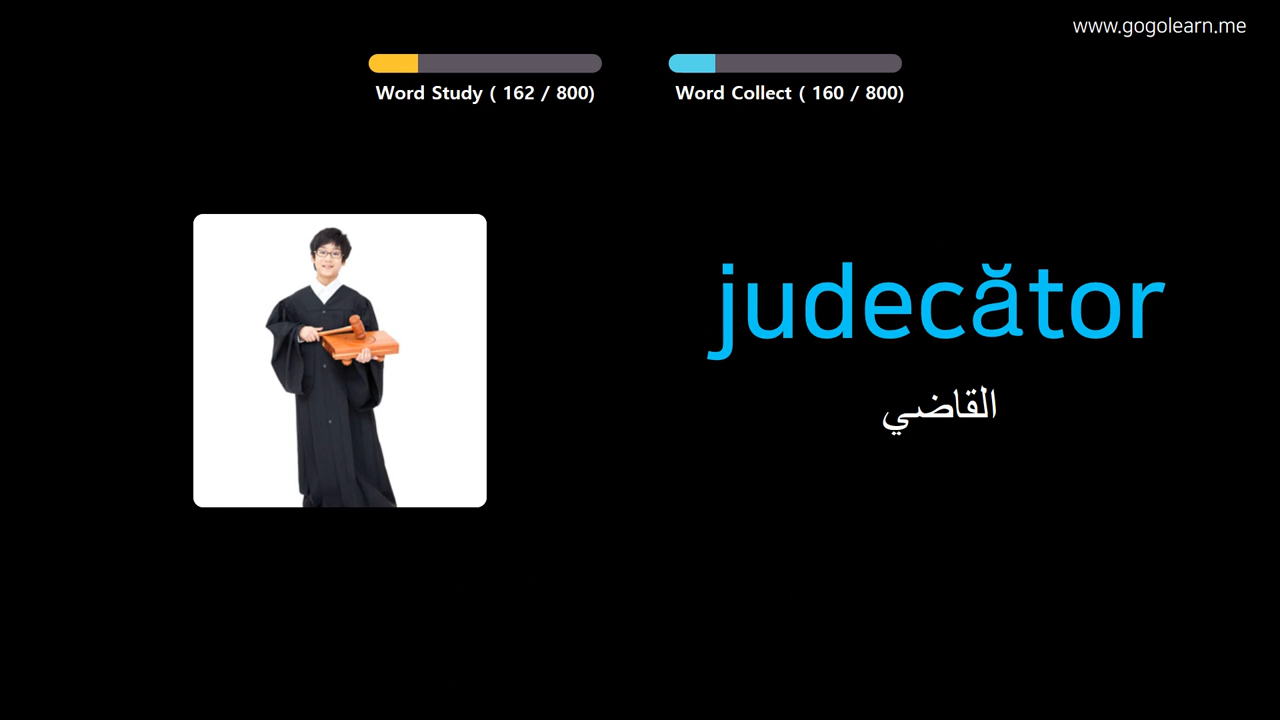 www.gogolearn.me
Word Study ( 162 / 800)
Word Collect ( 160 / 800)
judecător
القاضي